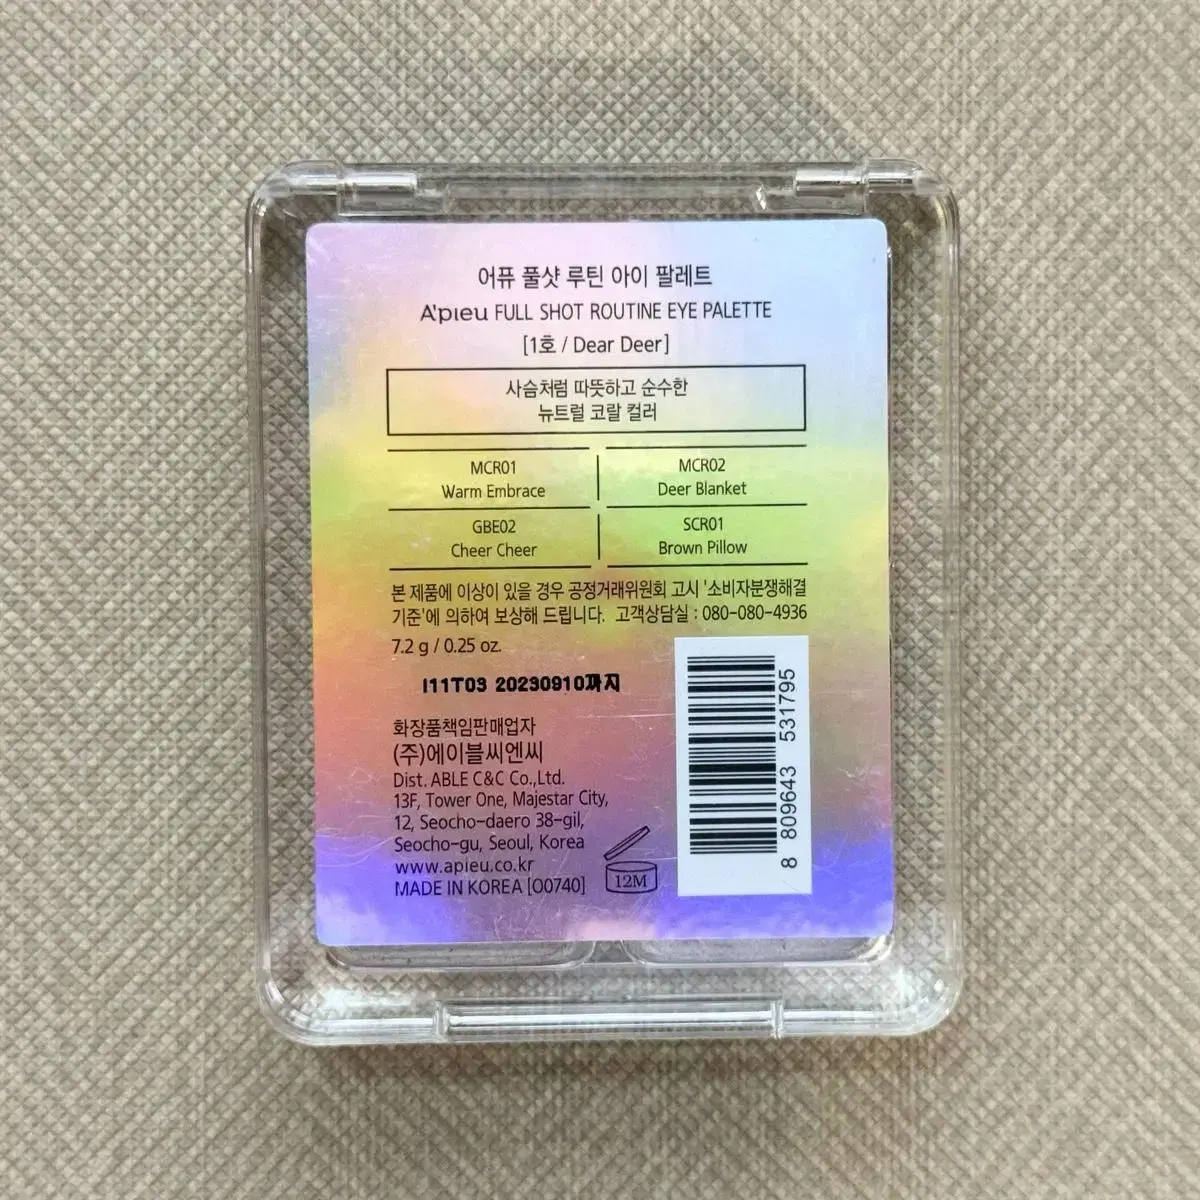 어퓨 풀샷 루틴 아이 팔레트
A'pieu FULL SHOT ROUTINE EYE PALETTE
[1호 / Dear Deer]
사슴처럼 따뜻하고 순수한
뉴트럴 코랄 컬러
MCR01
Warm Embrace
MCR02
Deer Blanket
GBE02
Cheer Cheer
SCR01
Brown Pillow
본 제품에 이상이 있을 경우 공정거래위원회 고시 '소비자분쟁해결
기준'에 의하여 보상해 드립니다. 고객상담실 : 080-080-4936
7.2 g / 0.25 oz.
I11T03 20230910까지
화장품책임판매업자
(주)에이블씨엔씨
Dist. ABLE C&C Co.,Ltd.
13F, Tower One, Majestar City,
12, Seocho-daero 38-gil,
Seocho-gu, Seoul, Korea
www.apieu.co.kr
MADE IN KOREA [O0740]
12M
8 809643 531795